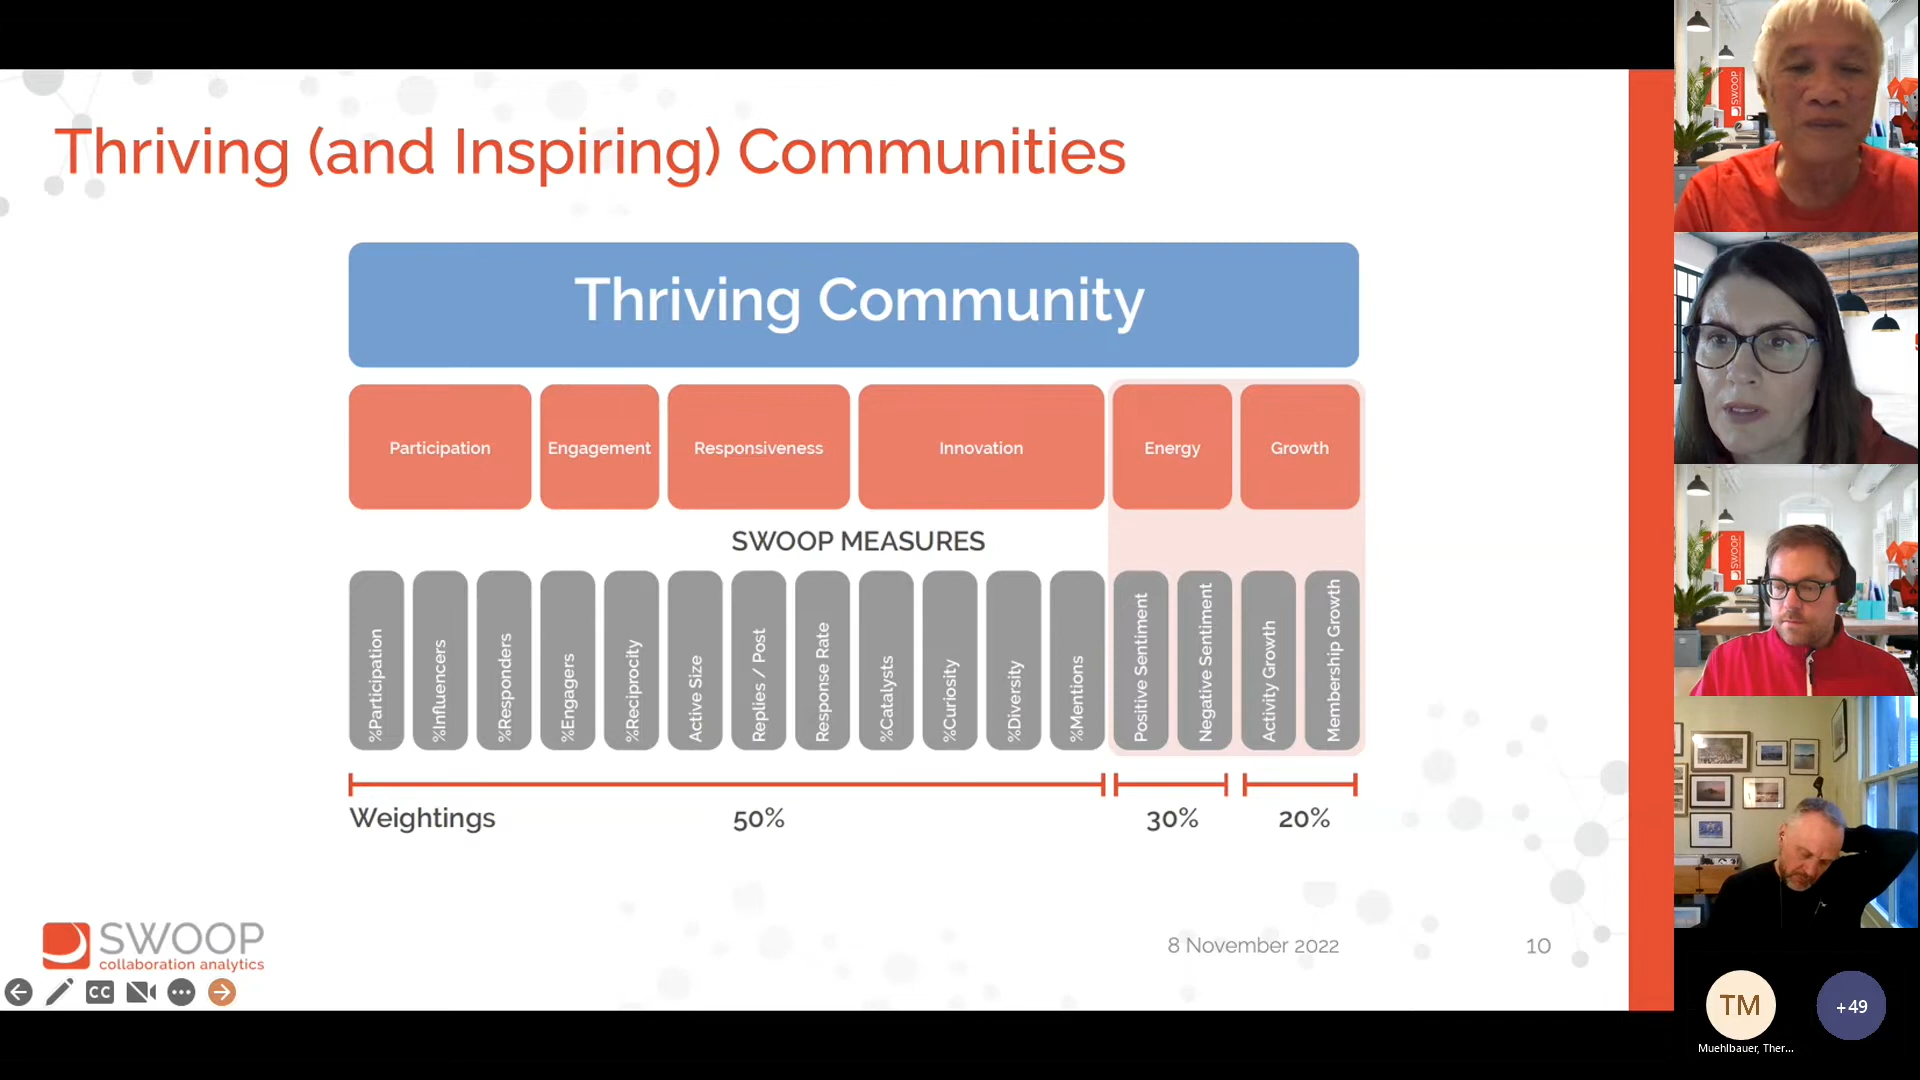 Thriving (and Inspiring) Communities
Thriving Community
Participation
Engagement
Responsiveness
Innovation
Energy
Growth
SWOOP MEASURES
%Participation
%Influencers
%Responders
%Engagers
%Reciprocity
Active Size
Replies / Post
Response Rate
%Catalysts
%Curiosity
%Diversity
%Mentions
Positive Sentiment
Negative Sentiment
Activity Growth
Membership Growth
Weightings
50%
30%
20%
SWOOP
collaboration analytics
8 November 2022
10
CC
SWOOP
SWOOP
TM
+49
Muehlbauer, Ther...